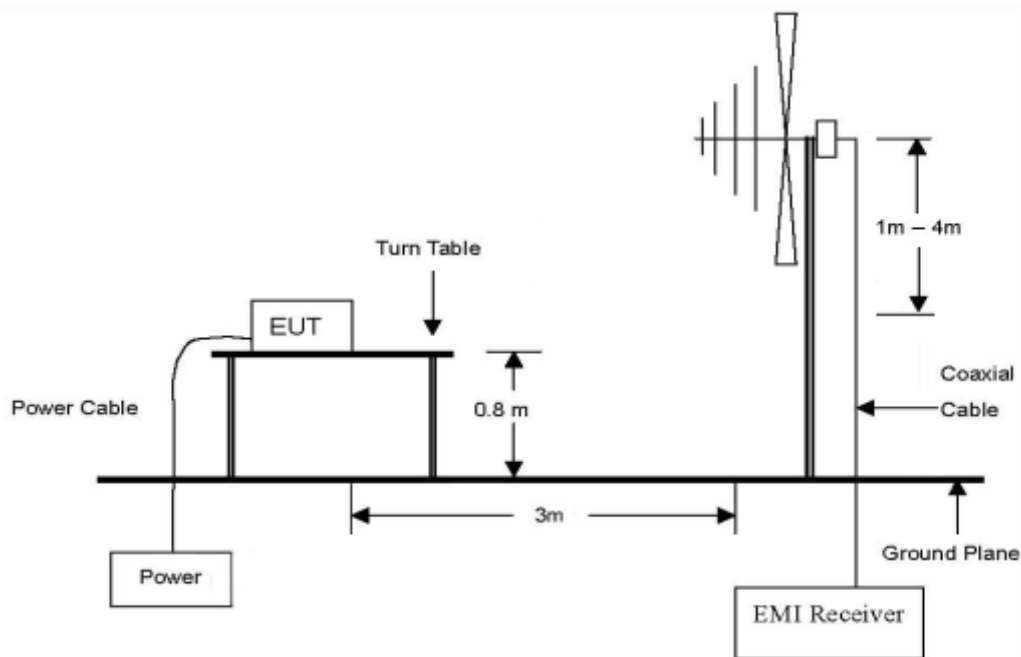 1m – 4m
Turn Table
EUT
Coaxial
Cable
Power Cable
0.8 m
3m
Ground Plane
Power
EMI Receiver